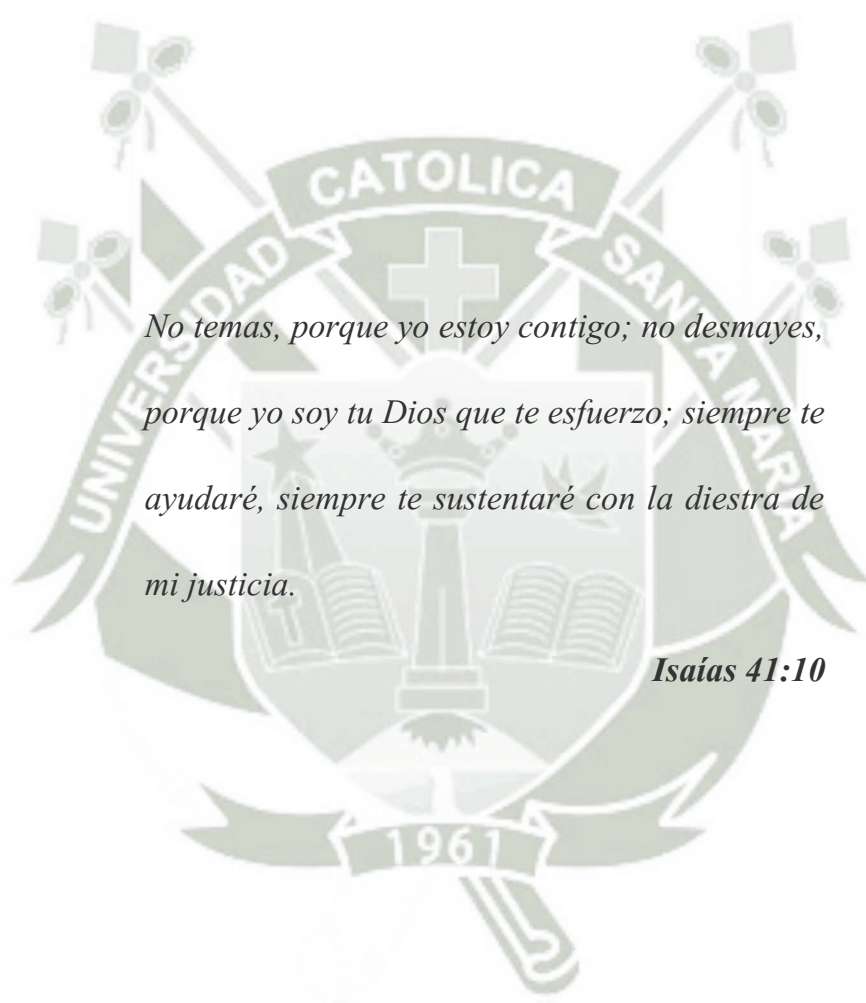 CATOLICA
UNIVERSIDAD
SANTA MARIA
No temas, porque yo estoy contigo; no desmayes,
porque yo soy tu Dios que te esfuerzo; siempre te
ayudaré, siempre te sustentaré con la diestra de
mi justicia.
Isaías 41:10
1961